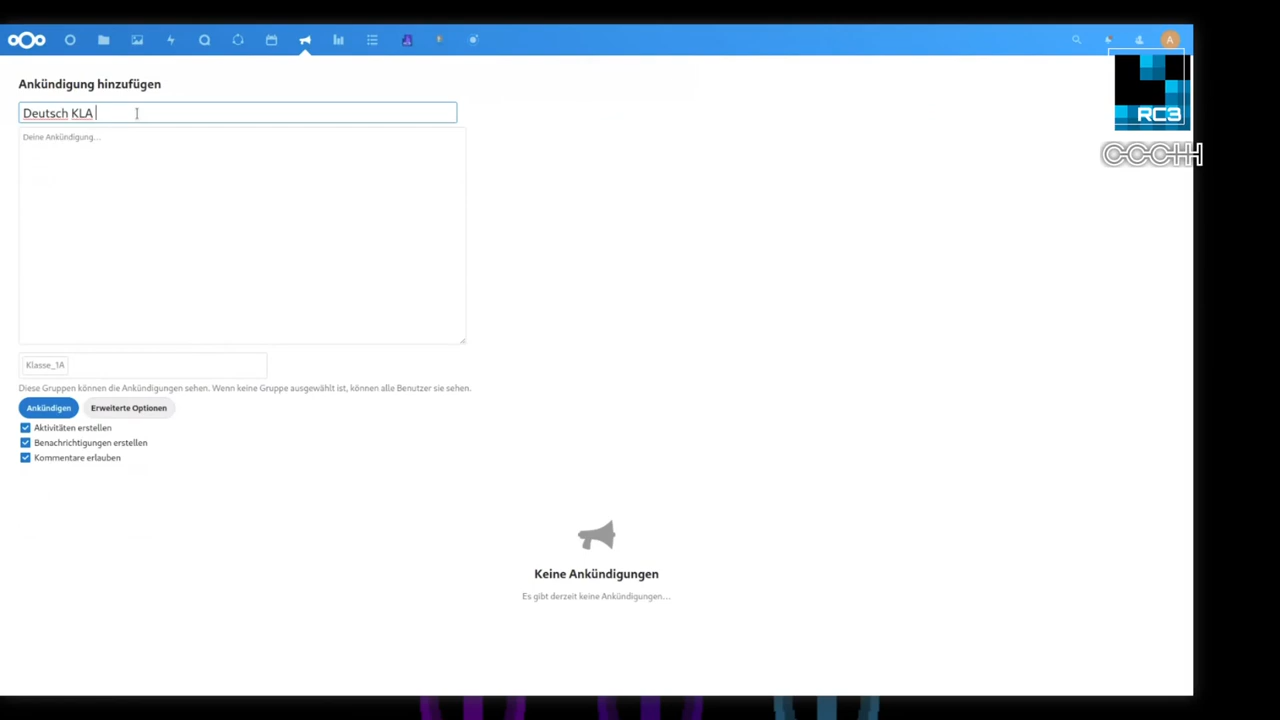 A
RC3
CCCHH
Ankündigung hinzufügen
Deutsch KLA
Deine Ankündigung...
Klasse_1A
Diese Gruppen können die Ankündigungen sehen. Wenn keine Gruppe ausgewählt ist, können alle Benutzer sie sehen.
Ankündigen Erweiterte Optionen
Aktivitäten erstellen
Benachrichtigungen erstellen
Kommentare erlauben
Keine Ankündigungen
Es gibt derzeit keine Ankündigungen...